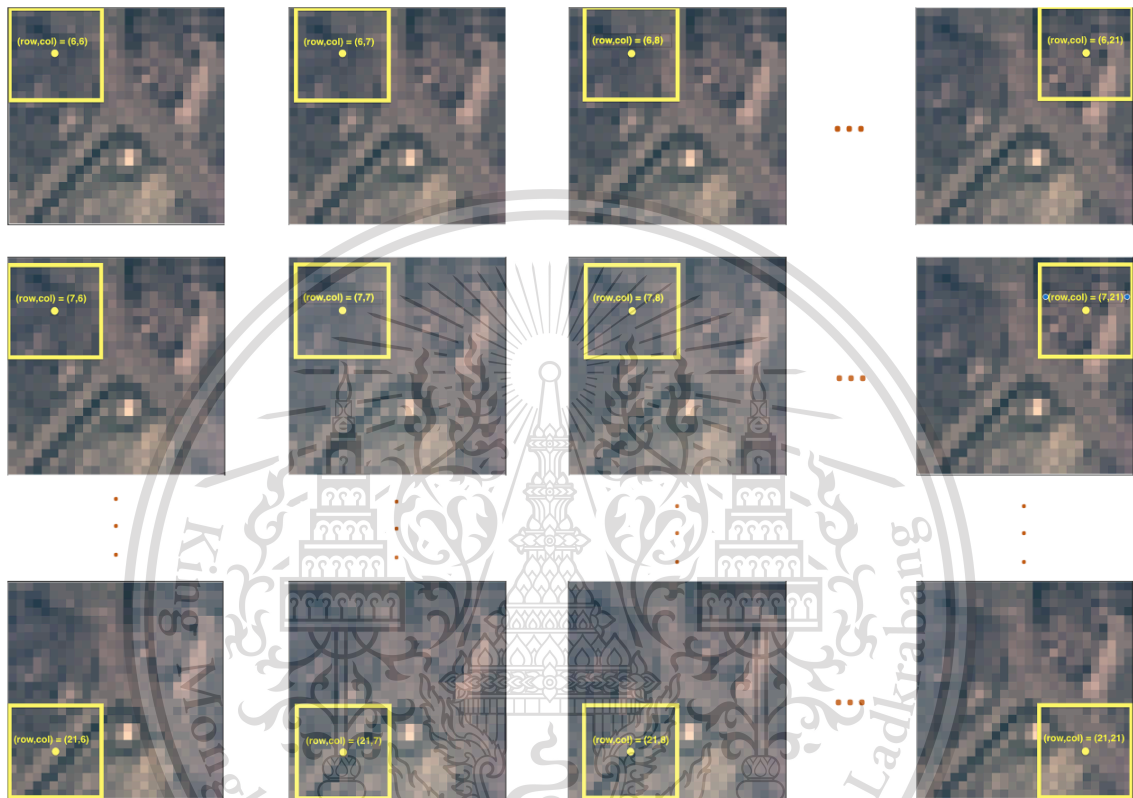 (row,col) = (6,6)
(row,col) = (6,7)
(row,col) = (6,8)
(row,col) = (6,21)
(row,col) = (7,6)
(row,col) = (7,7)
(row,col) = (7,8)
(row,col) = (7,21)
(row,col) = (21,6)
(row,col) = (21,7)
(row,col) = (21,8)
(row,col) = (21,21)
King Mong
Ladkrabang